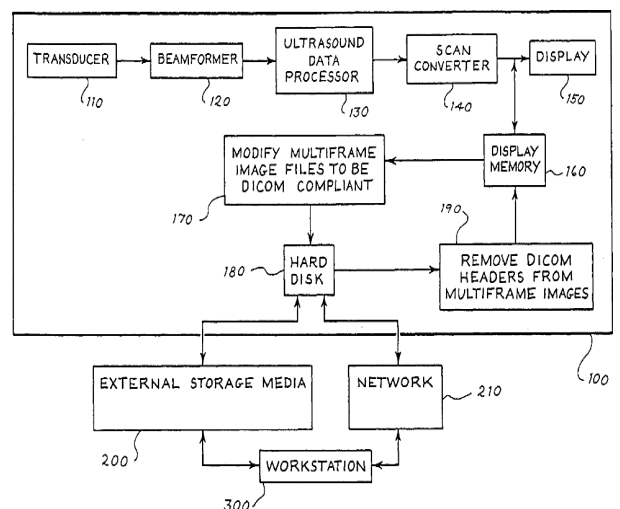 TRANSDUCER
110
BEAMFORMER
120
ULTRASOUND
DATA
PROCESSOR
130
SCAN
CONVERTER
140
DISPLAY
150
MODIFY MULTIFRAME
IMAGE FILES TO BE
DICOM COMPLIANT
170
DISPLAY
MEMORY
160
190
HARD
DISK
180
REMOVE DICOM
HEADERS FROM
MULTIFRAME IMAGES
100
EXTERNAL STORAGE MEDIA
200
NETWORK
210
WORKSTATION
300